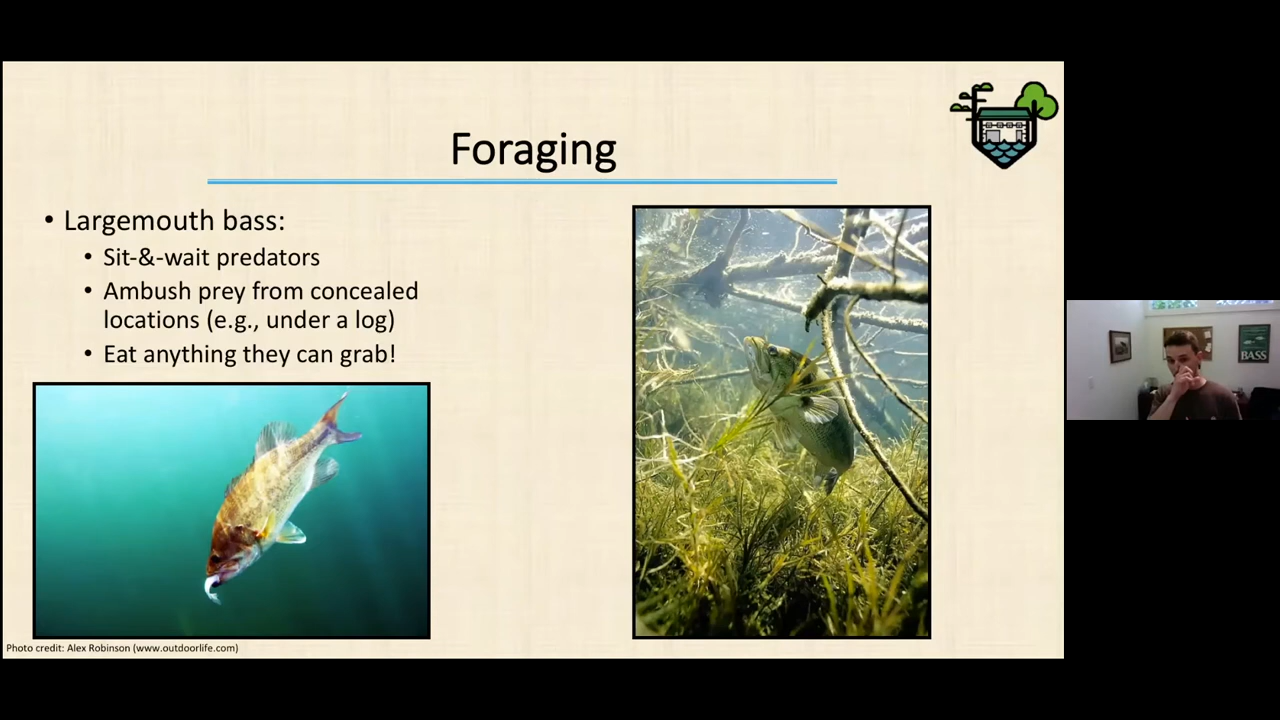 Foraging
• Largemouth bass:
• Sit-&-wait predators
• Ambush prey from concealed
locations (e.g., under a log)
• Eat anything they can grab!
Photo credit: Alex Robinson (www.outdoorlife.com)
BASS